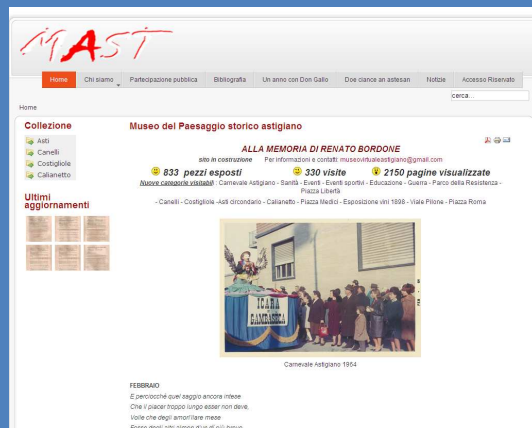 MAST
Home Chi siamo Partecipazione pubblica Bibliografia Un anno con Don Gallo Doe ciance an astesan Notizie Accesso Riservato
cerca...
Home
Collezione
Asti
Canelli
Costigliole
Calianetto
Ultimi
aggiornamenti
Museo del Paesaggio storico astigiano
ALLA MEMORIA DI RENATO BORDONE
sito in costruzione Per informazioni e contatti: museovirtualeastigiano@gmail.com
833 pezzi esposti 330 visite 2150 pagine visualizzate
Nuove categorie visitabili : Carnevale Astigiano - Sanità - Eventi - Eventi sportivi - Educazione - Guerra - Parco della Resistenza -
Piazza Libertà
- Canelli - Costigliole -Asti circondario - Calianetto - Piazza Medici - Esposizione vini 1898 - Viale Pilone - Piazza Roma
ICARA
GAMBASECA
Carnevale Astigiano 1954
FEBBRAIO
E perciocchè quel saggio ancora intese
Che il piacer troppo lungo esser non deve,
Volle che degli amori'ilare mese